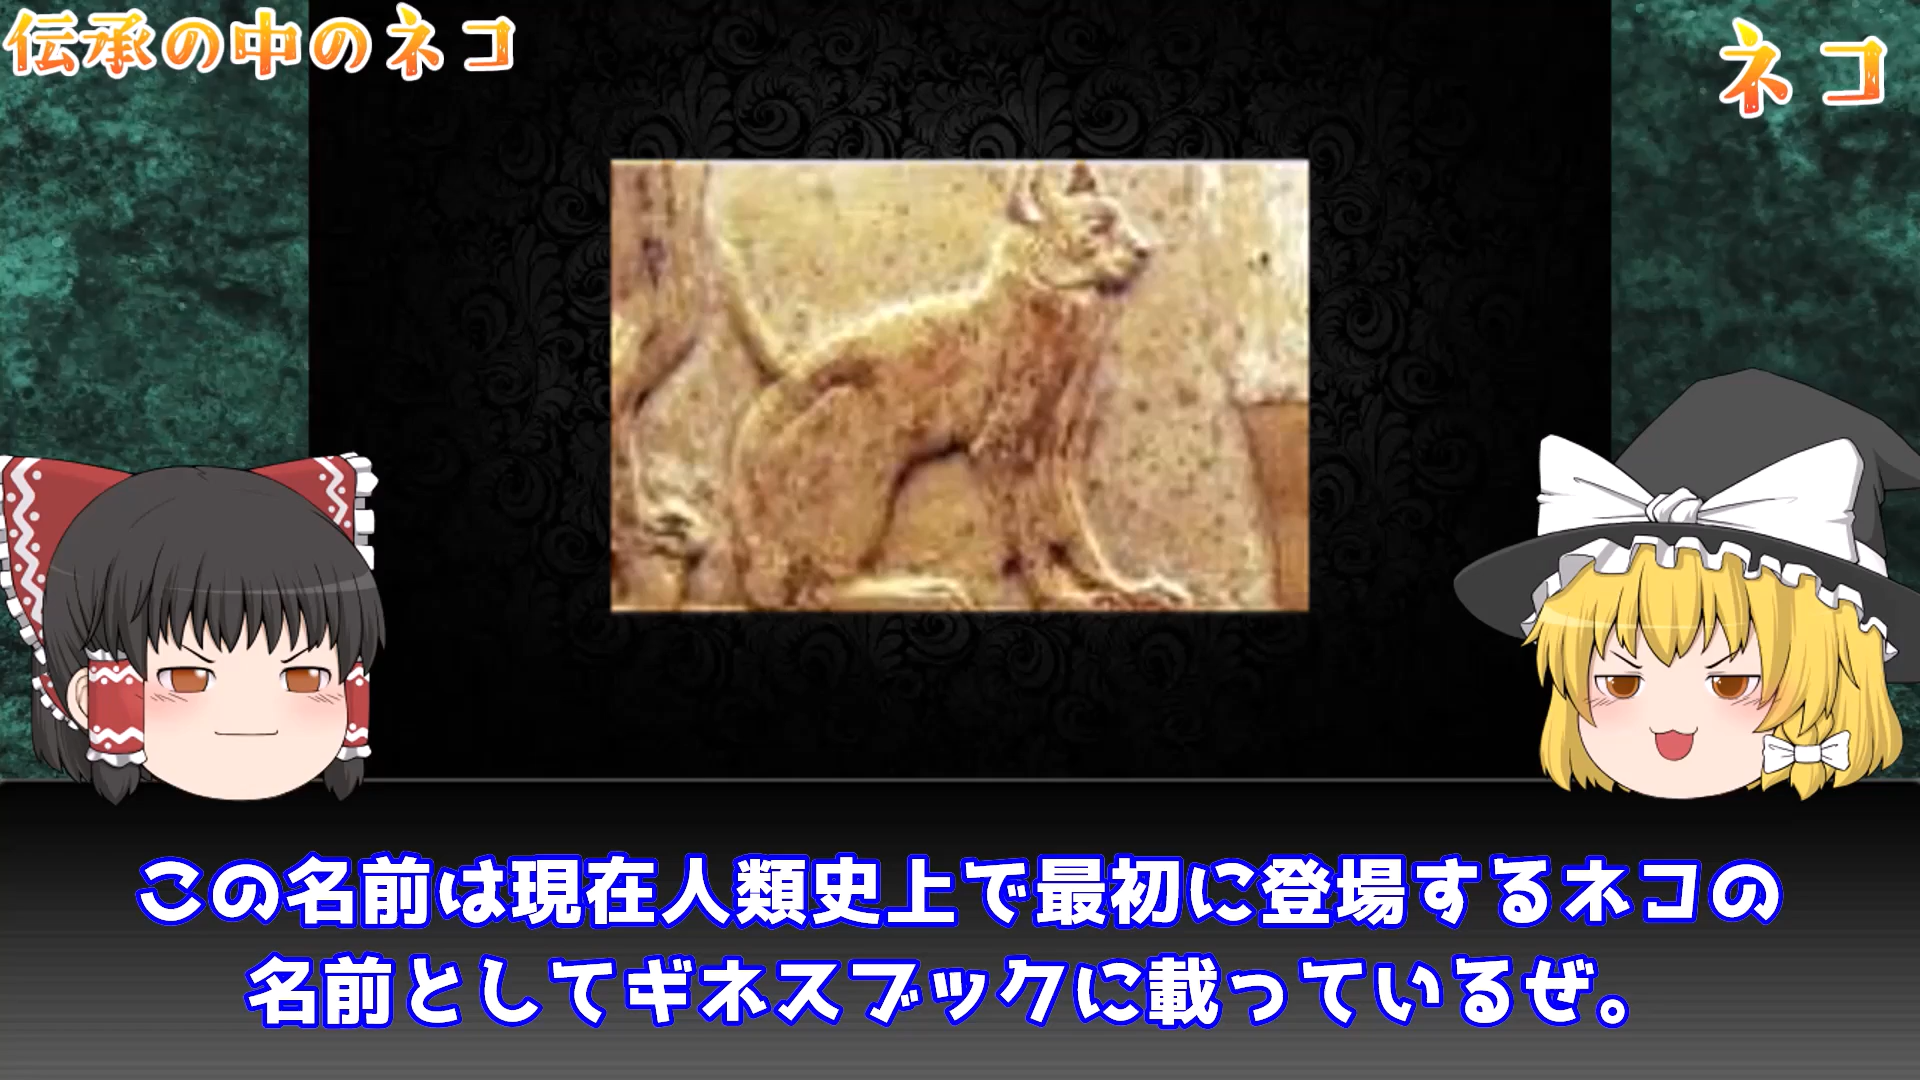 伝承の中のネコ
ネコ
この名前は現在人類史上で最初に登場するネコの
名前としてギネスブックに載っているぜ。